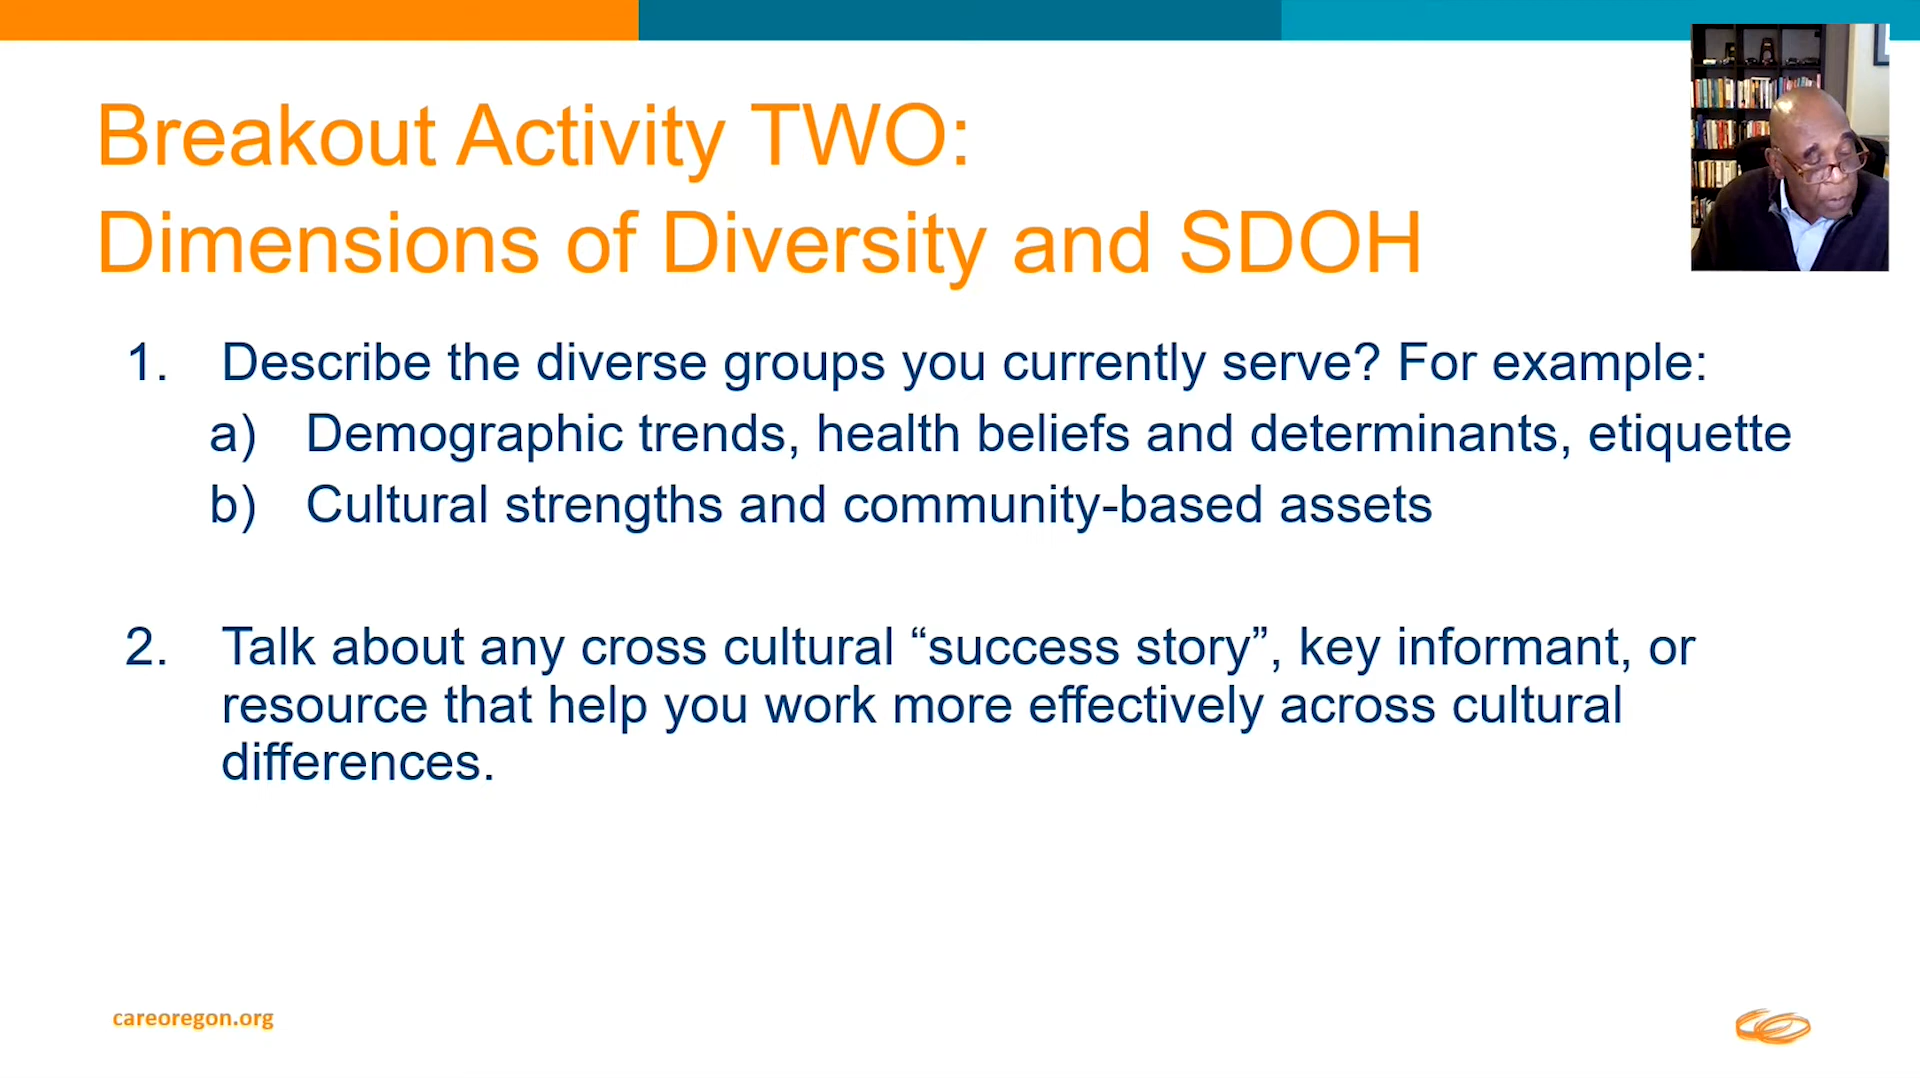 Breakout Activity TWO:
Dimensions of Diversity and SDOH
1. Describe the diverse groups you currently serve? For example:
a) Demographic trends, health beliefs and determinants, etiquette
b) Cultural strengths and community-based assets
2. Talk about any cross cultural “success story”, key informant, or
resource that help you work more effectively across cultural
differences.
careoregon.org